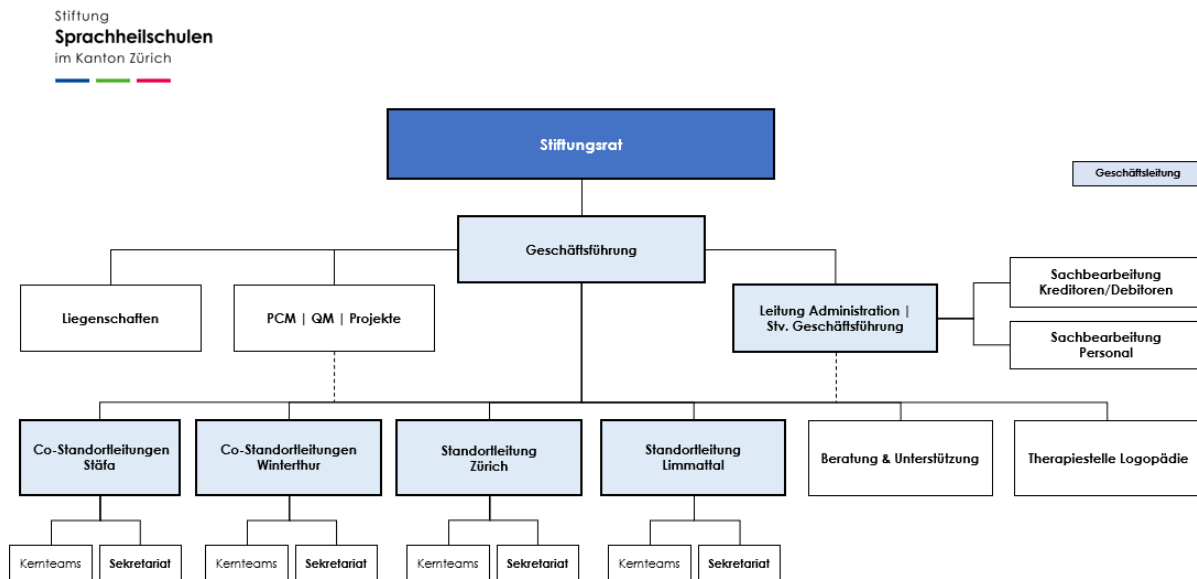 Stiftung
Sprachheilschulen
im Kanton Zürich
Stiftungsrat
Geschäftsleitung
Geschäftsführung
Liegenschaften
PCM | QM | Projekte
Leitung Administration |
Stv. Geschäftsführung
Sachbearbeitung
Kreditoren/Debitoren
Sachbearbeitung
Personal
Co-Standortleitungen
Stäfa
Co-Standortleitungen
Winterthur
Standortleitung
Zürich
Standortleitung
Limmattal
Beratung & Unterstützung
Therapiestelle Logopädie
Kernteams
Sekretariat
Kernteams
Sekretariat
Kernteams
Sekretariat
Kernteams
Sekretariat